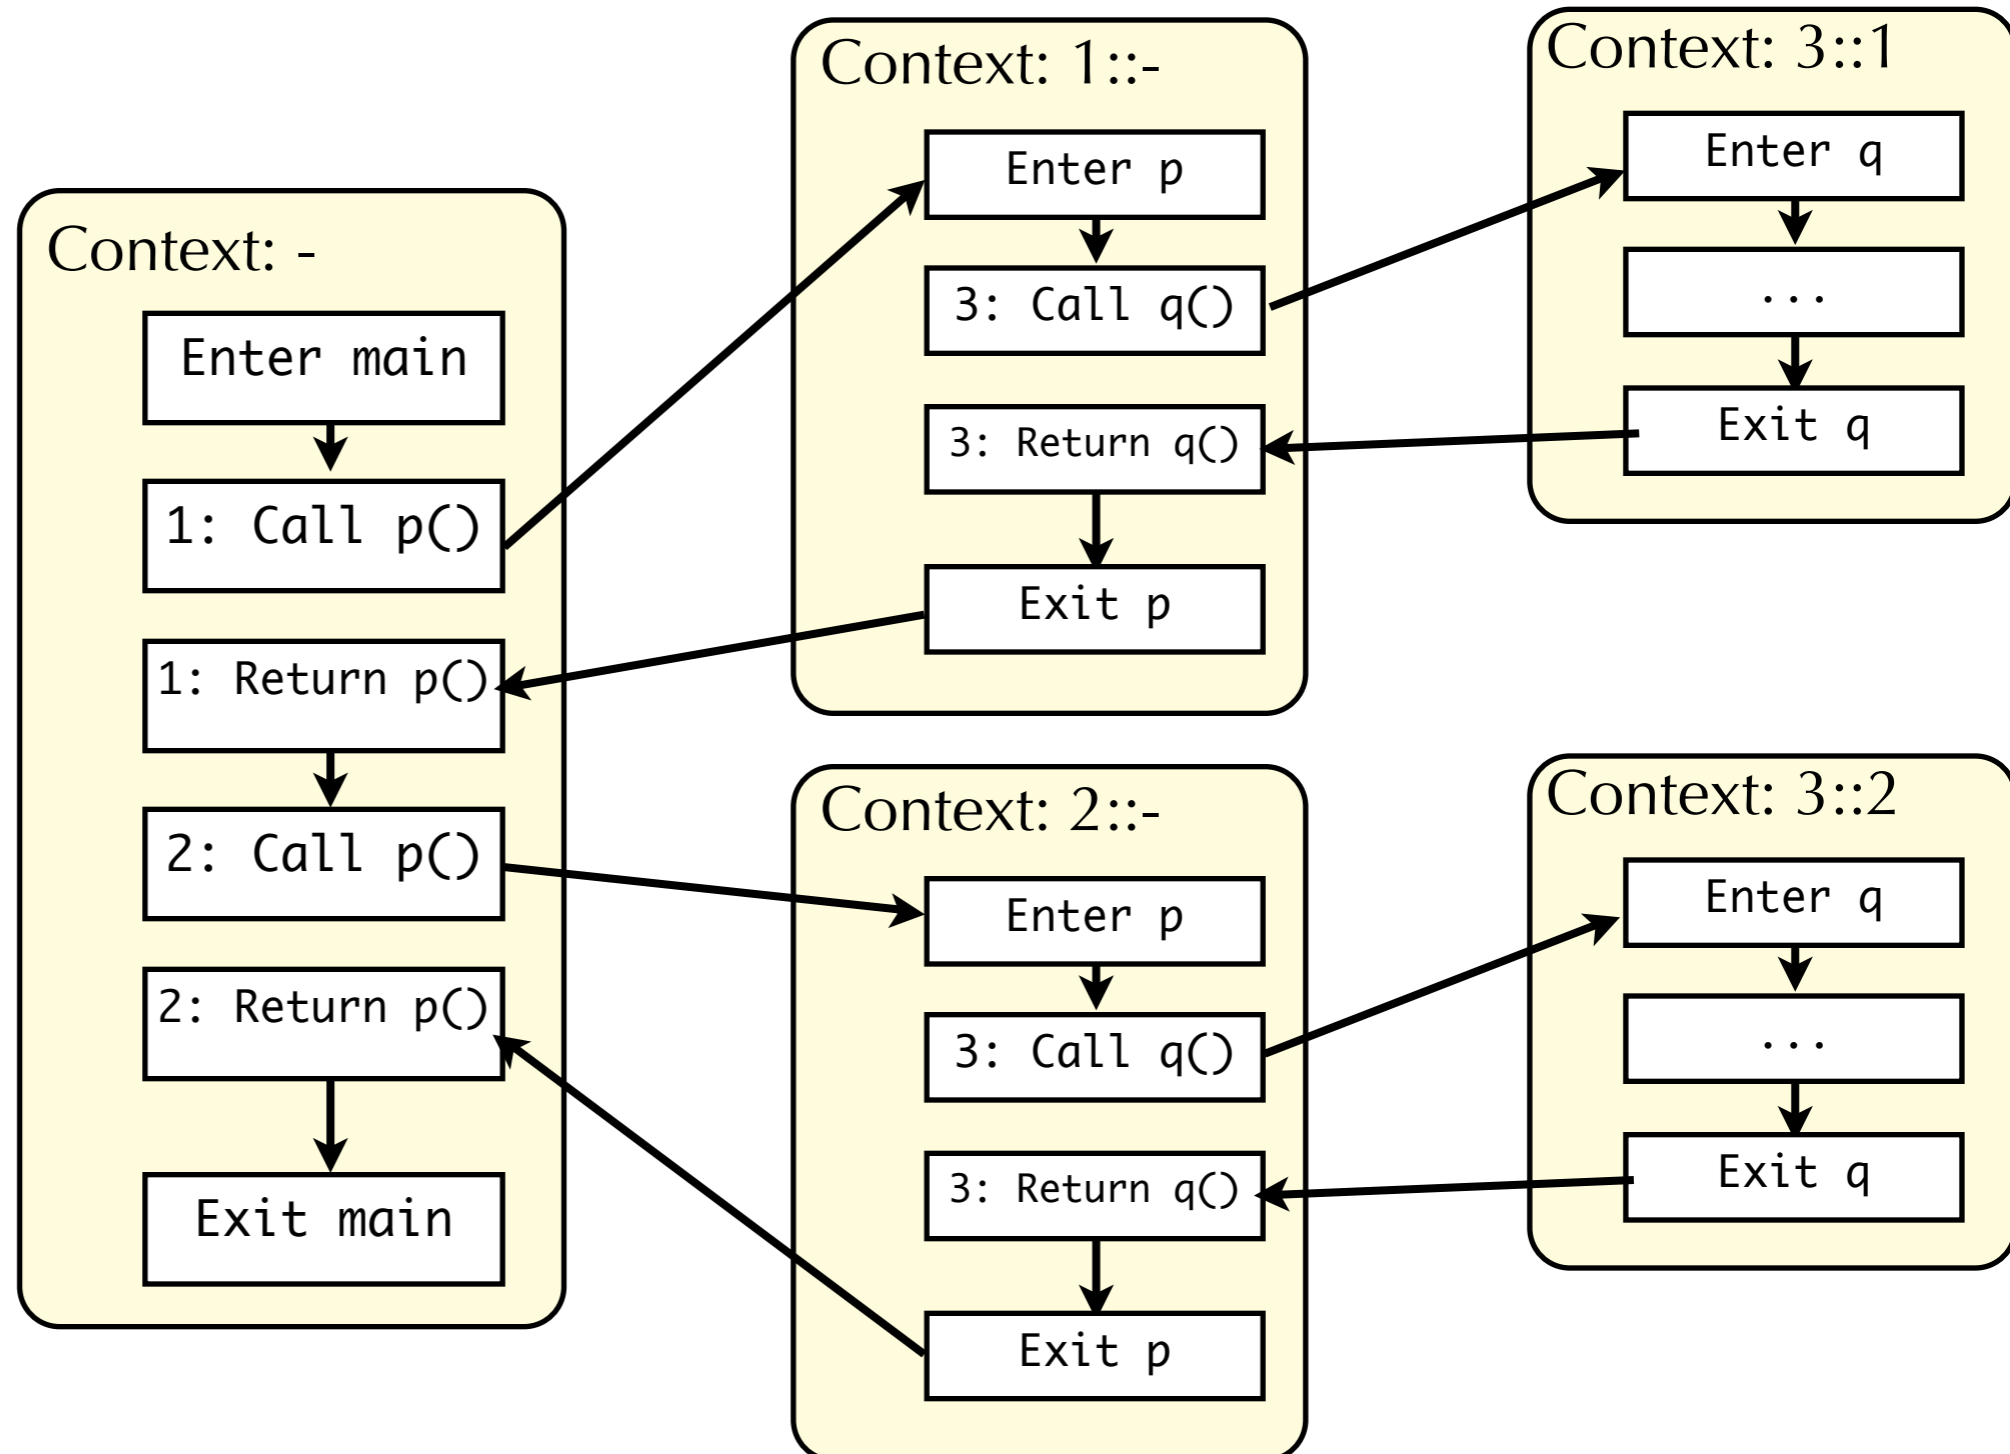 Context: -
Enter main
1: Call p()
1: Return p()
2: Call p()
2: Return p()
Exit main
Context: 1::-
Enter p
3: Call q()
3: Return q()
Exit p
Context: 3::1
Enter q
...
Exit q
Context: 2::-
Enter p
3: Call q()
3: Return q()
Exit p
Context: 3::2
Enter q
...
Exit q